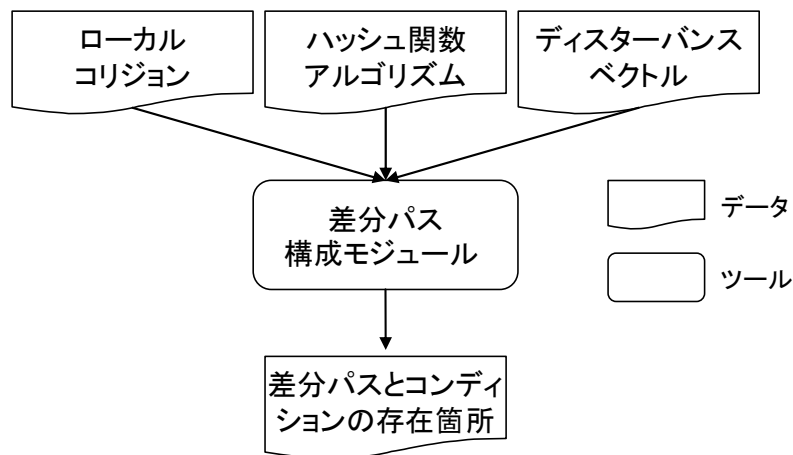 ローカル
コリジョン
ハッシュ関数
アルゴリズム
ディスターバンス
ベクトル
差分パス
構成モジュール
データ
ツール
差分パスとコンディ
ションの存在箇所